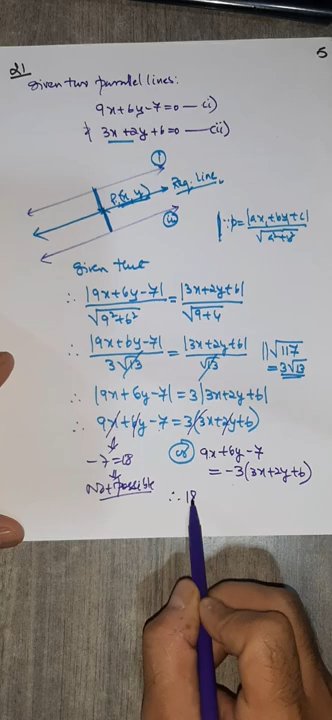 5
21
Given two parallel lines:
9x+6y-7=0 — (i)
& 3x+2y+6=0 — (ii)
(i)
P(x, y) Req. line
(ii)
∵ p = |ax₁+by₁+c| / √(a²+b²)
Given that
∴ |9x+6y-7| / √(9²+6²) = |3x+2y+6| / √(9+4)
∴ |9x+6y-7| / 3√13 = |3x+2y+6| / √13 || √117 = 3√13
∴ |9x+6y-7| = 3|3x+2y+6|
∴ 9x+6y-7 = 3(3x+2y+6)
-7=18
Not possible
or 9x+6y-7
= -3(3x+2y+6)
∴ 18